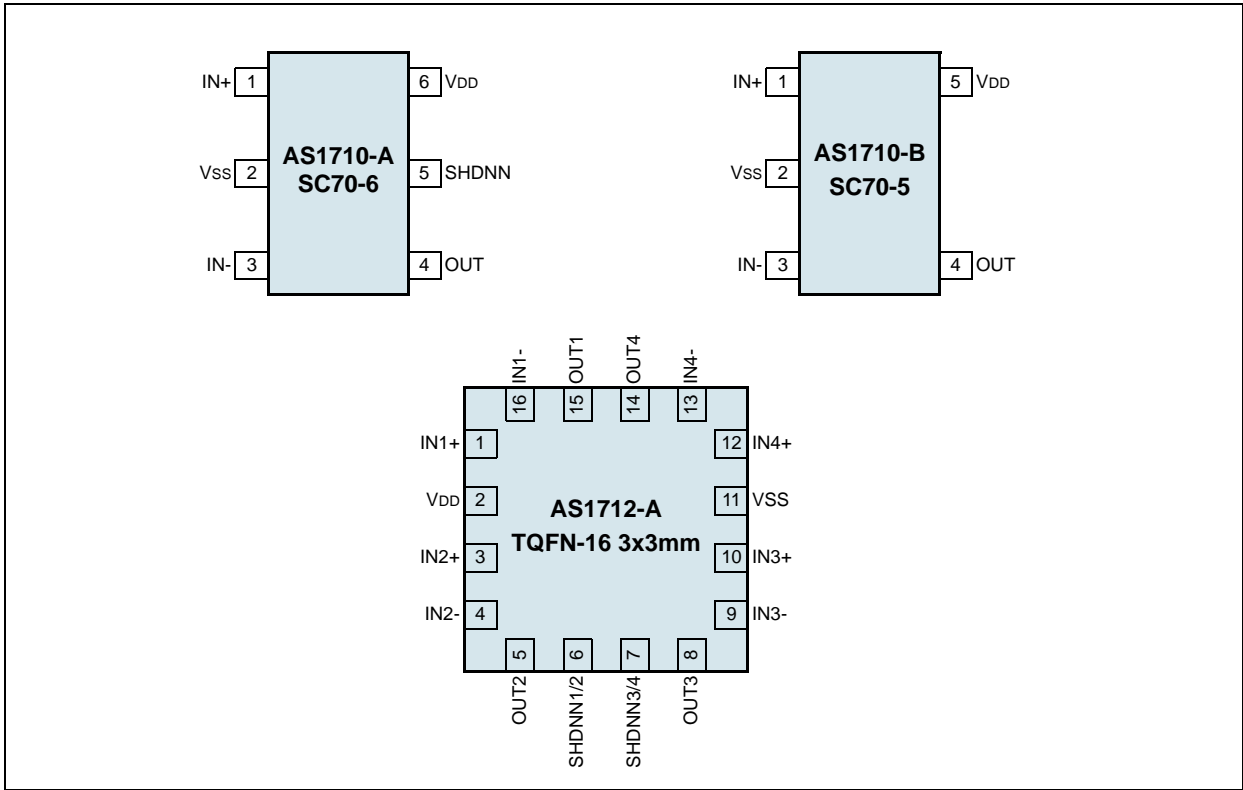 IN+ 1 6 VDD
AS1710-A
VSS 2 5 SHDNN
SC70-6
IN- 3 4 OUT
IN+ 1 5 VDD
AS1710-B
VSS 2
SC70-5
IN- 3 4 OUT
IN1- OUT1 OUT4 IN4-
16 15 14 13
IN1+ 1 12 IN4+
VDD 2 11 VSS
AS1712-A
TQFN-16 3x3mm
IN2+ 3 10 IN3+
IN2- 4 9 IN3-
5 6 7 8
OUT2 SHDNN1/2 SHDNN3/4 OUT3